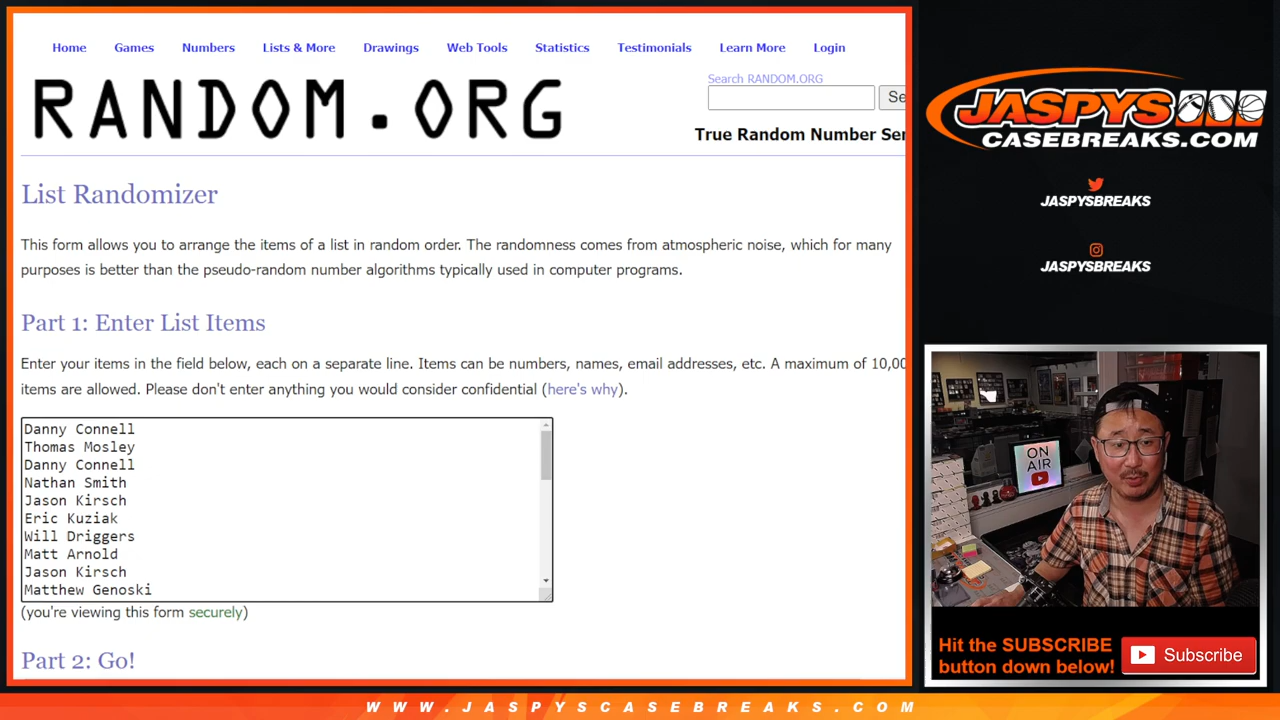 Home Games Numbers Lists & More Drawings Web Tools Statistics Testimonials Learn More Login
RANDOM.ORG
Search RANDOM.ORG
Se
True Random Number Ser
List Randomizer
This form allows you to arrange the items of a list in random order. The randomness comes from atmospheric noise, which for many
purposes is better than the pseudo-random number algorithms typically used in computer programs.
Part 1: Enter List Items
Enter your items in the field below, each on a separate line. Items can be numbers, names, email addresses, etc. A maximum of 10,00
items are allowed. Please don't enter anything you would consider confidential (here's why).
Danny Connell
Thomas Mosley
Danny Connell
Nathan Smith
Jason Kirsch
Eric Kuziak
Will Driggers
Matt Arnold
Jason Kirsch
Matthew Genoski
(you're viewing this form securely)
Part 2: Go!
JASPYS
CASEBREAKS.COM
JASPYSBREAKS
JASPYSBREAKS
ON
AIR
Hit the SUBSCRIBE
button down below!
Subscribe
WWW.JASPYSCASEBREAKS.COM